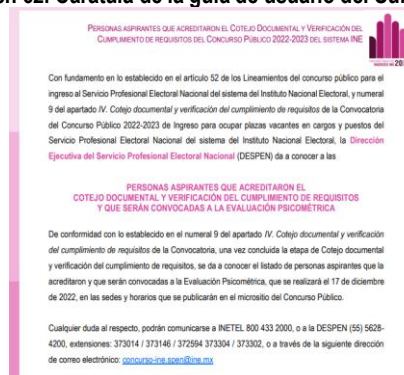 Carátula de la guía de usuario del
PERSONAS ASPIRANTES QUE ACREDITARON EL COTEJO DOCUMENTAL Y VERIFICACIÓN DEL
CUMPLIMENTO DE REQUISITOS DEL CONCURSO PÚBLICO 2022-2023 DEL SISTEMA INE
Con fundamento en lo establecido en el artículo 52 de los Lineamientos del concurso público para el
ingreso al Servicio Profesional Electoral Nacional del sistema del Instituto Nacional Electoral, y numeral
9 del apartado IV. Cotejo documental y verificación del cumplimiento de requisitos de la Convocatoria
del Concurso Público 2022-2023 de Ingreso para ocupar plazas vacantes en cargos y puestos del
Servicio Profesional Electoral Nacional del sistema del Instituto Nacional Electoral, la Dirección
Ejecutiva del Servicio Profesional Electoral Nacional (DESPEN) da a conocer a las
PERSONAS ASPIRANTES QUE ACREDITARON EL
COTEJO DOCUMENTAL Y VERIFICACIÓN DEL CUMPLIMIENTO DE REQUISITOS
Y QUE SERÁN CONVOCADAS A LA EVALUACIÓN PSICOMÉTRICA
De conformidad con lo establecido en el numeral 9 del apartado IV. Cotejo documental y verificación
del cumplimiento de requisitos de la Convocatoria, una vez concluida la etapa de Cotejo documental
y verificación del cumplimiento de requisitos, se da a conocer el listado de personas aspirantes que la
acreditaron y que serán convocadas a la Evaluación Psicométrica, que se realizará el 17 de diciembre
de 2022, en las sedes y horarios que se publicarán en el micrositio del Concurso Público.
Cualquier duda al respecto, podrán comunicarse a INETEL 800 433 2000, o a la DESPEN (55) 5628-
4200, extensiones: 373014 / 373146 / 372594 373304 / 373302, o a través de la siguiente dirección
de correo electrónico: concurso-ine.spen@ine.mx